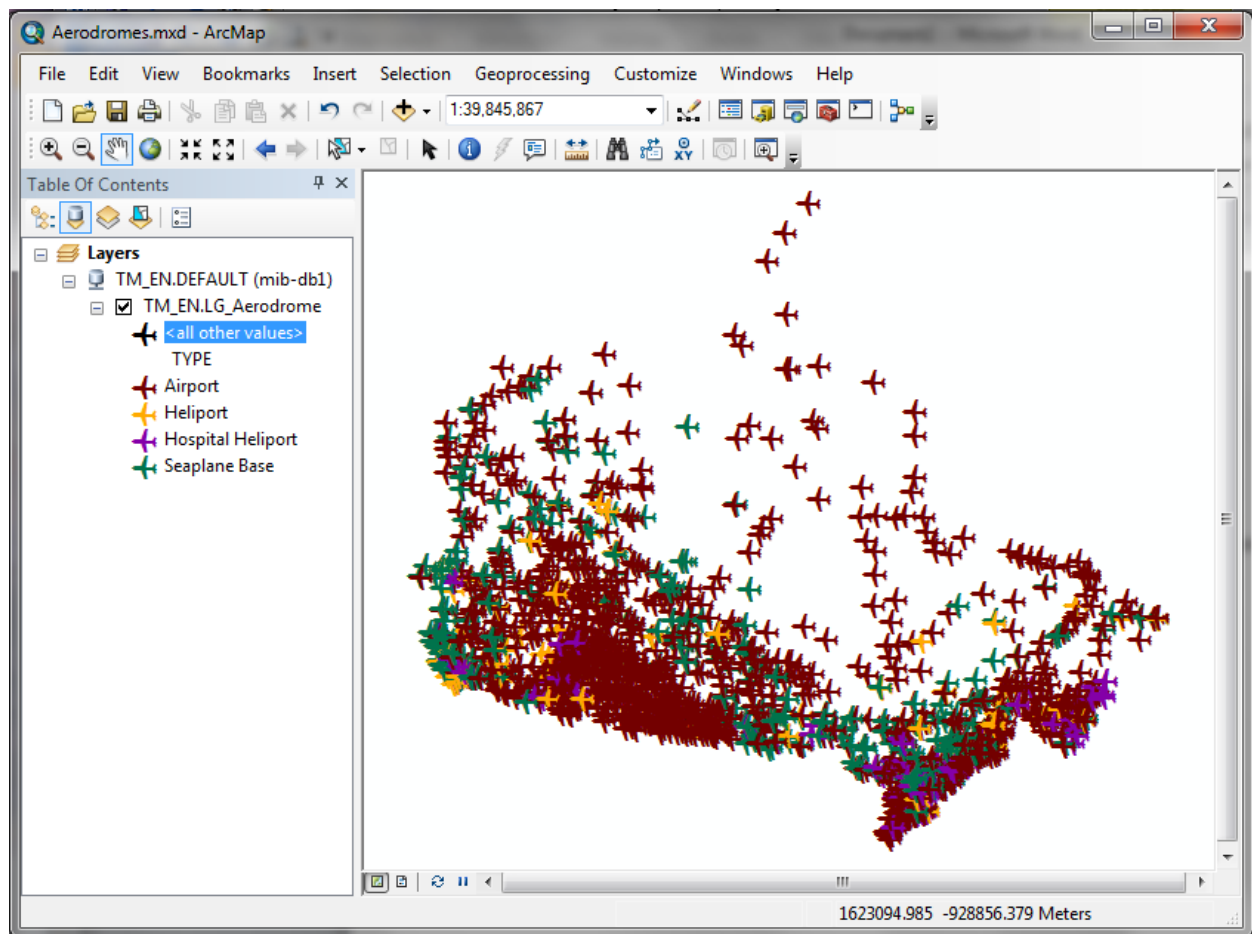 Aerodromes.mxd - ArcMap
File Edit View Bookmarks Insert Selection Geoprocessing Customize Windows Help
1:39,845,867
Table Of Contents
Layers
TM_EN.DEFAULT (mib-db1)
TM_EN.LG_Aerodrome
<all other values>
TYPE
Airport
Heliport
Hospital Heliport
Seaplane Base
1623094.985 -928856.379 Meters